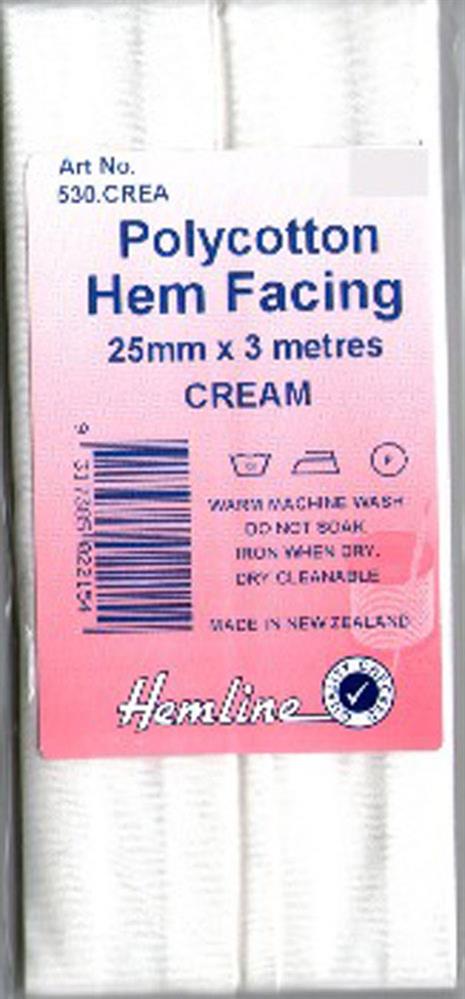 Art No.
530.CREA
Polycotton
Hem Facing
25mm x 3 metres
CREAM
WARM MACHINE WASH
DO NOT SOAK
IRON WHEN DRY.
DRY CLEANABLE
MADE IN NEW ZEALAND
Hemline